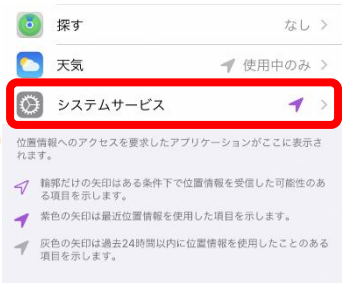 探す なし
天気 使用中のみ
システムサービス
位置情報へのアクセスを要求したアプリケーションがここに表示さ
れます。
輪郭だけの矢印はある条件下で位置情報を受信した可能性のあ
る項目を示します。
紫色の矢印は最近位置情報を使用した項目を示します。
灰色の矢印は過去24時間以内に位置情報を使用したことのある
項目を示します。